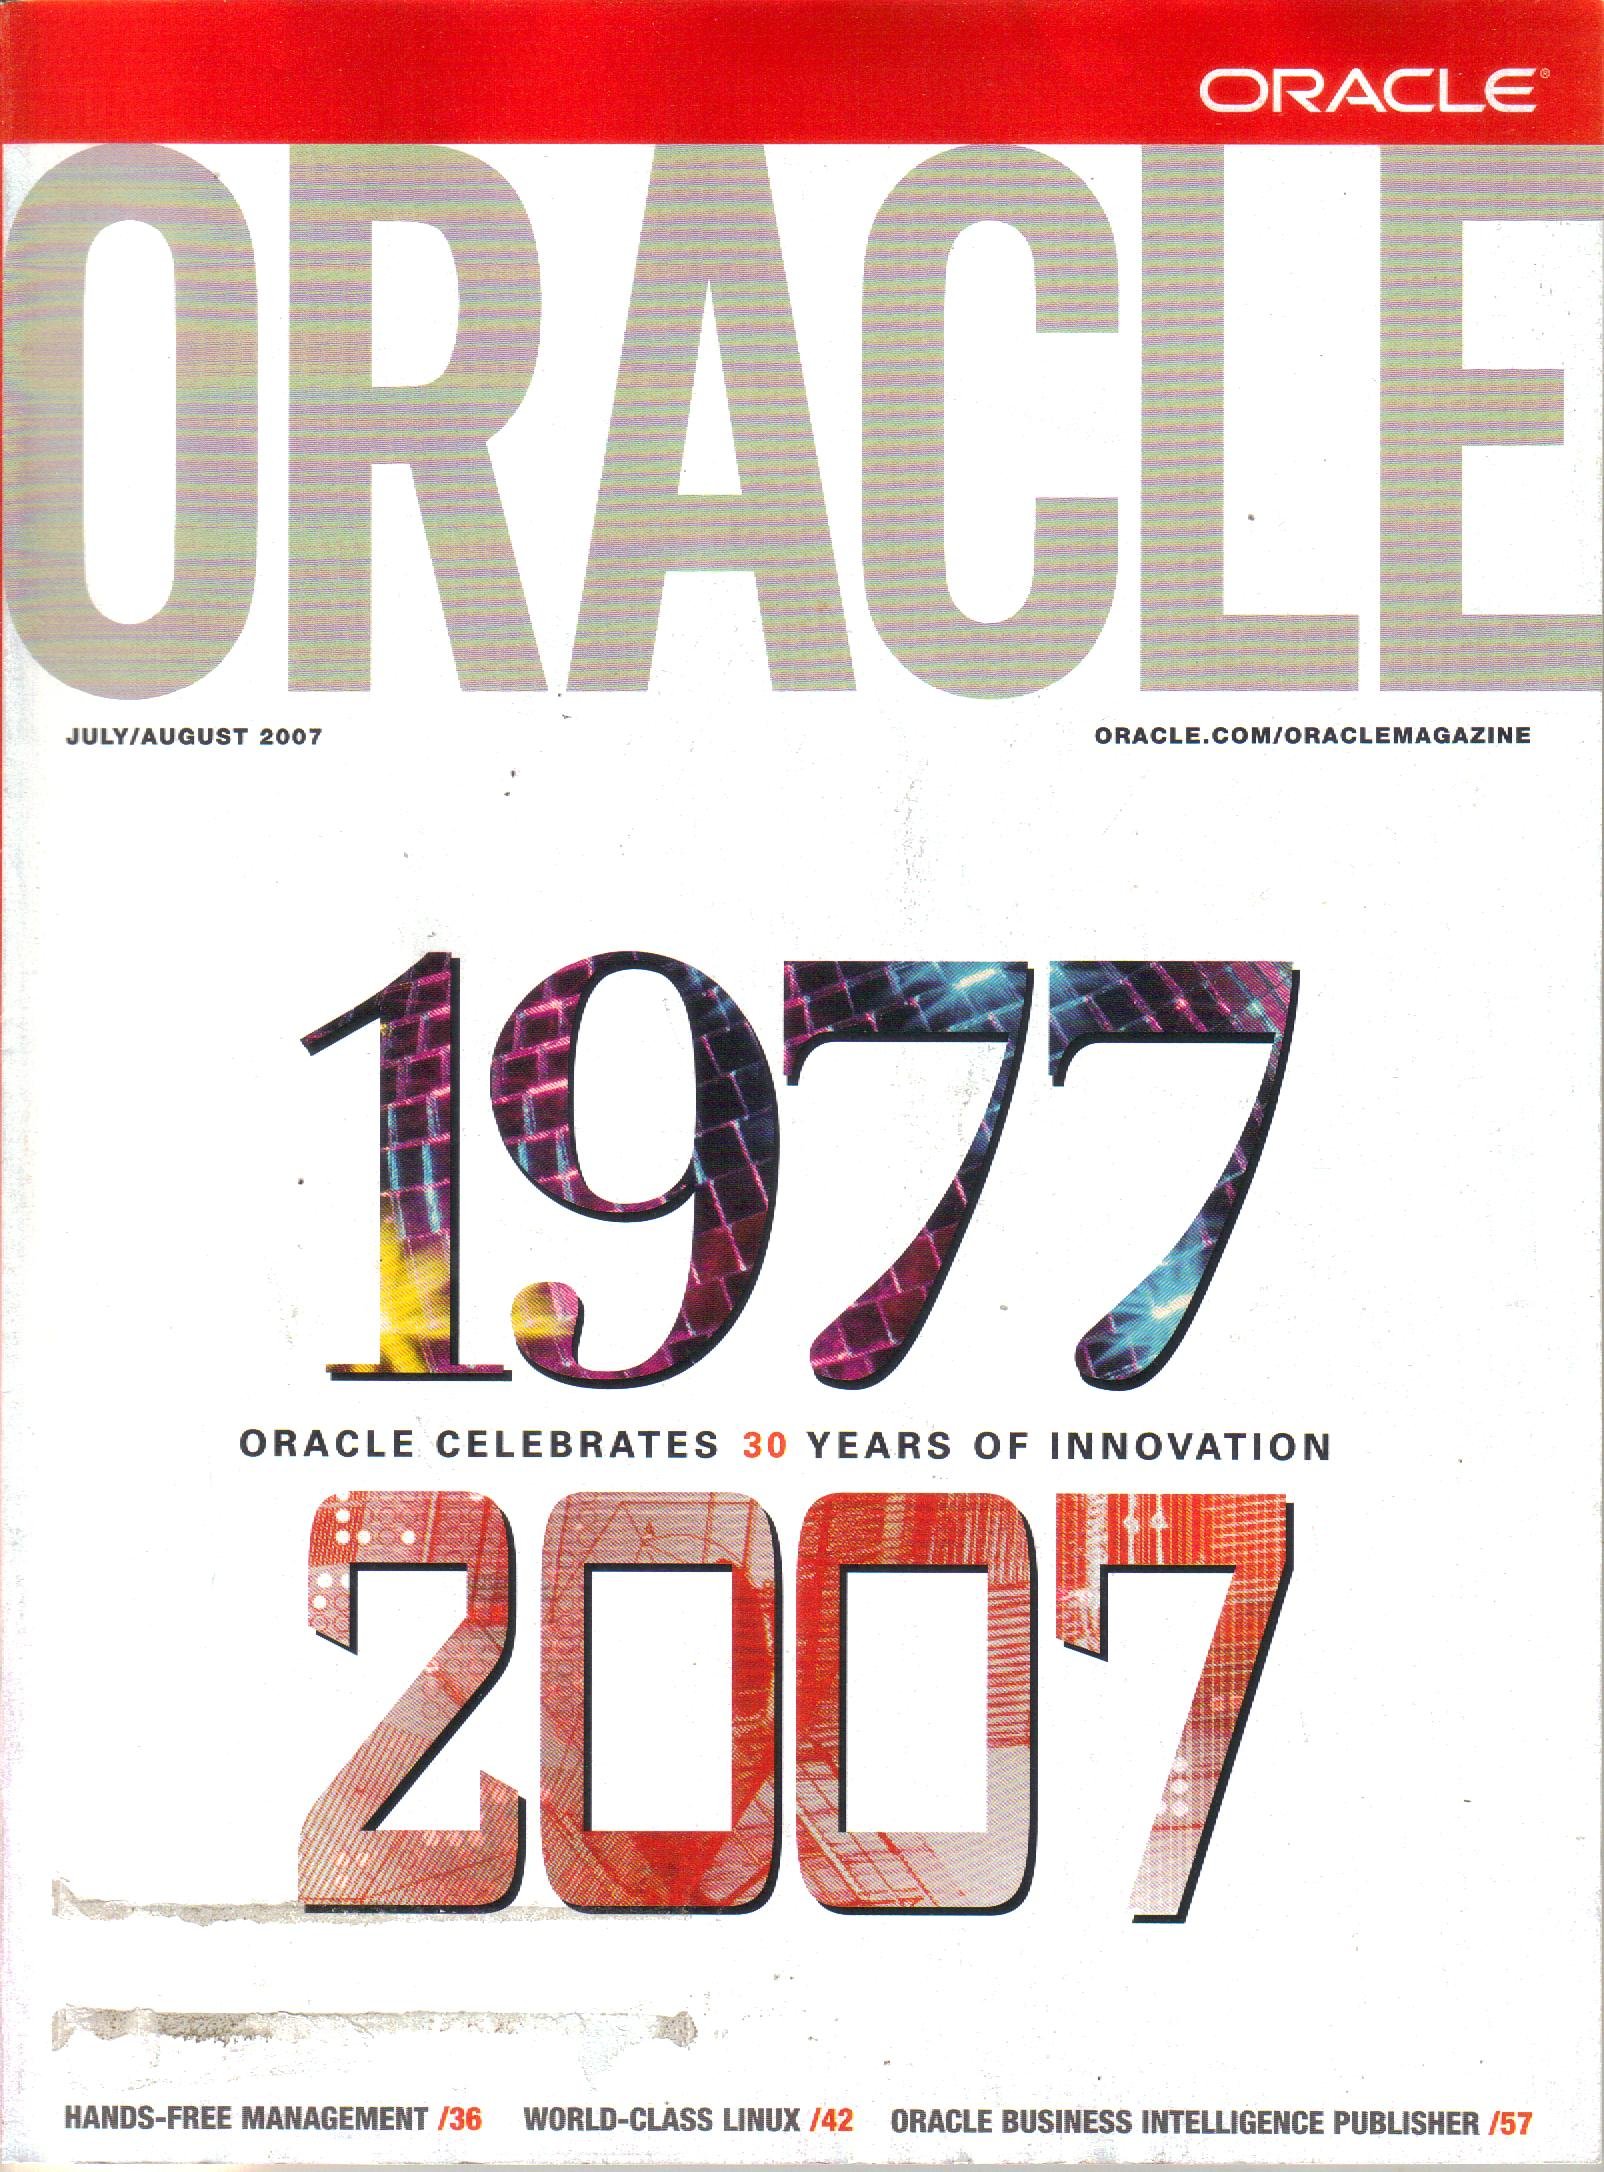 ORACLE®
ORACLE
JULY/AUGUST 2007 ORACLE.COM/ORACLEMAGAZINE
1977
ORACLE CELEBRATES 30 YEARS OF INNOVATION
2007
HANDS-FREE MANAGEMENT /36 WORLD-CLASS LINUX /42 ORACLE BUSINESS INTELLIGENCE PUBLISHER /57